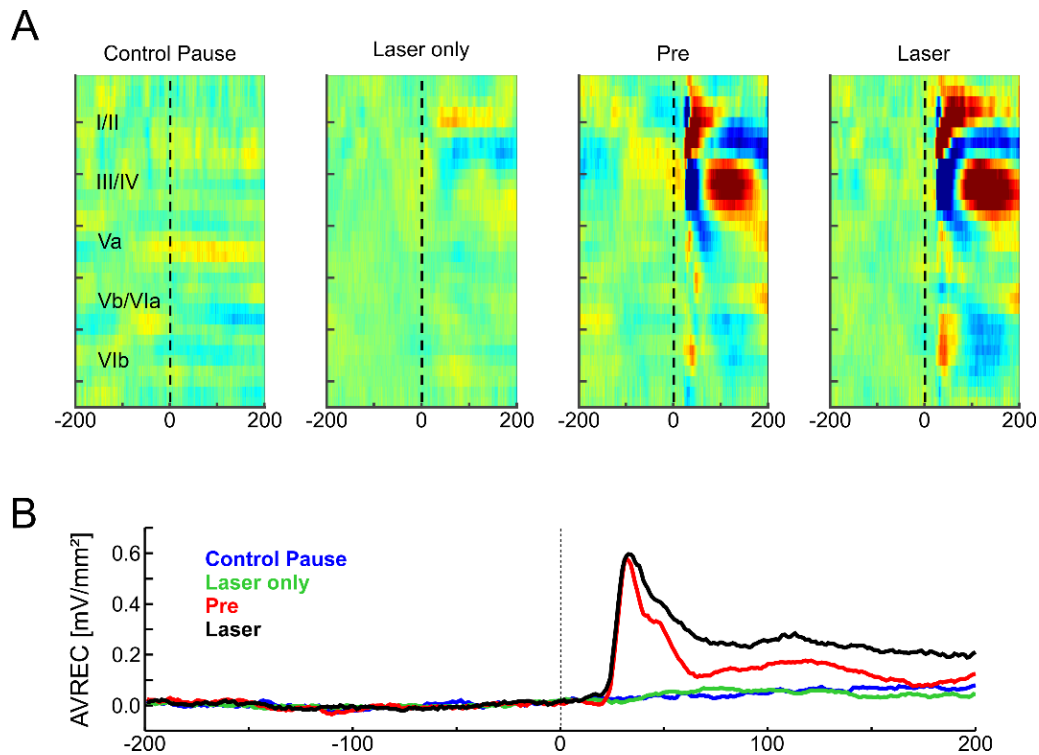 A
Control Pause
Laser only
Pre
Laser
I/II
III/IV
Va
Vb/VIa
VIb
-200 0 200
-200 0 200
-200 0 200
-200 0 200
B
AVREC [mV/mm²]
0.6
0.4
0.2
0.0
Control Pause
Laser only
Pre
Laser
-200 -100 0 100 200